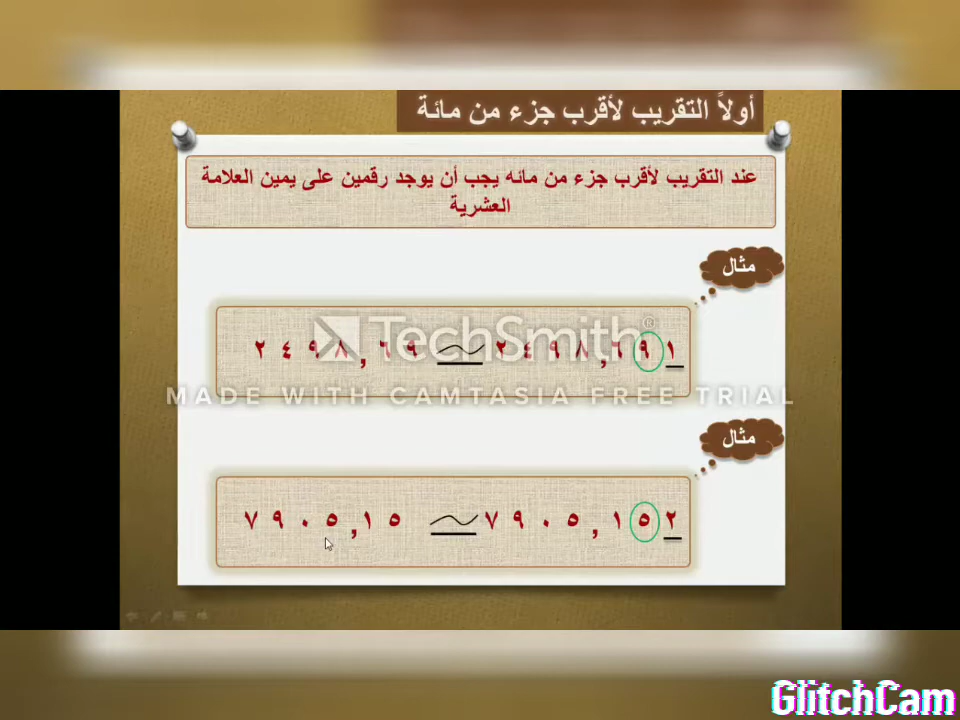 أولاً التقريب لأقرب جزء من مائة
عند التقريب لأقرب جزء من مائه يجب أن يوجد رقمين على يمين العلامة
العشرية
مثال
٢٤٩٨,٦٩ ≃ ٢٤٩٨,٦٩١
TechSmith®
MADE WITH CAMTASIA FREE TRIAL
مثال
٧٩٠٥,١٥ ≃ ٧٩٠٥,١٥٢
GlitchCam